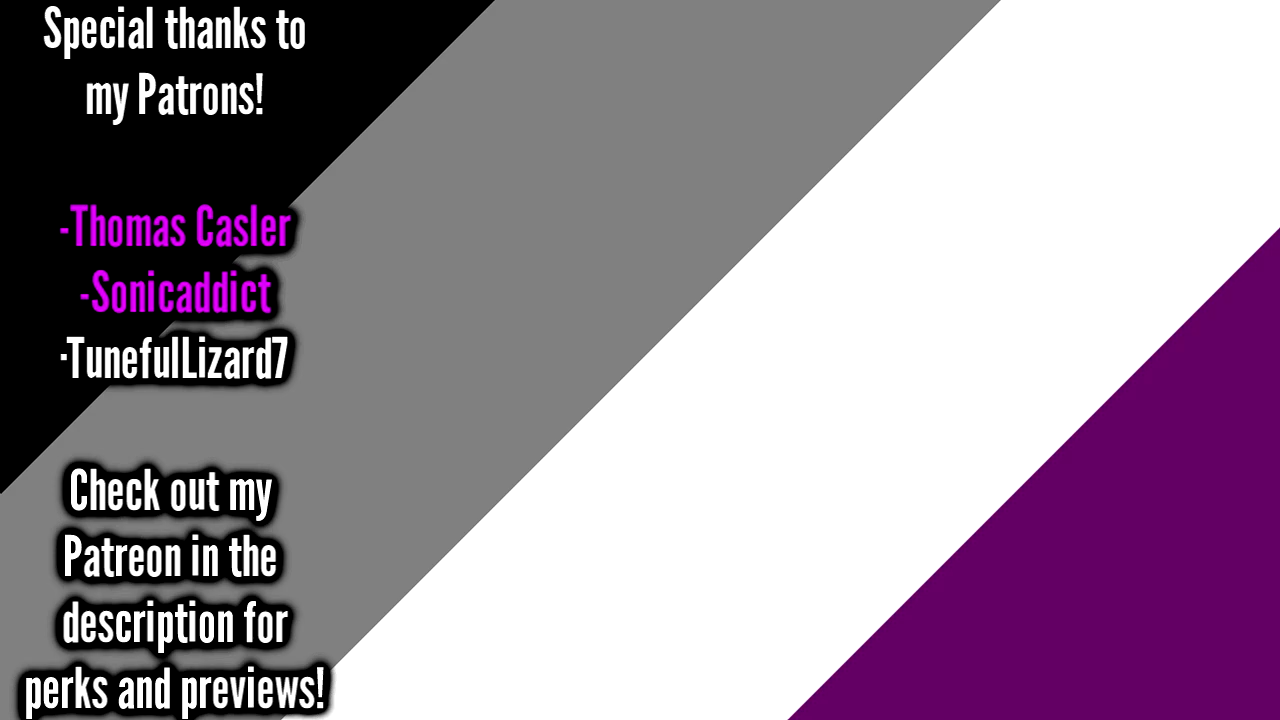 Special thanks to
my Patrons!
-Thomas Casler
-Sonicaddict
-TunefulLizard7
Check out my
Patreon in the
description for
perks and previews!